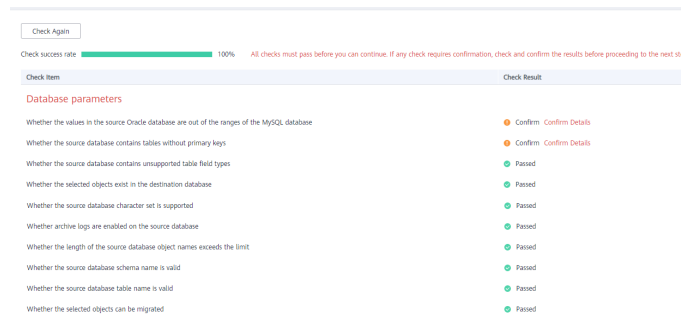 Check Again
Check success rate 100% All checks must pass before you can continue. If any check requires confirmation, check and confirm the results before proceeding to the next st
Check Item Check Result
Database parameters
Whether the values in the source Oracle database are out of the ranges of the MySQL database Confirm Confirm Details
Whether the source database contains tables without primary keys Confirm Confirm Details
Whether the source database contains unsupported table field types Passed
Whether the selected objects exist in the destination database Passed
Whether the source database character set is supported Passed
Whether archive logs are enabled on the source database Passed
Whether the length of the source database object names exceeds the limit Passed
Whether the source database schema name is valid Passed
Whether the source database table name is valid Passed
Whether the selected objects can be migrated Passed